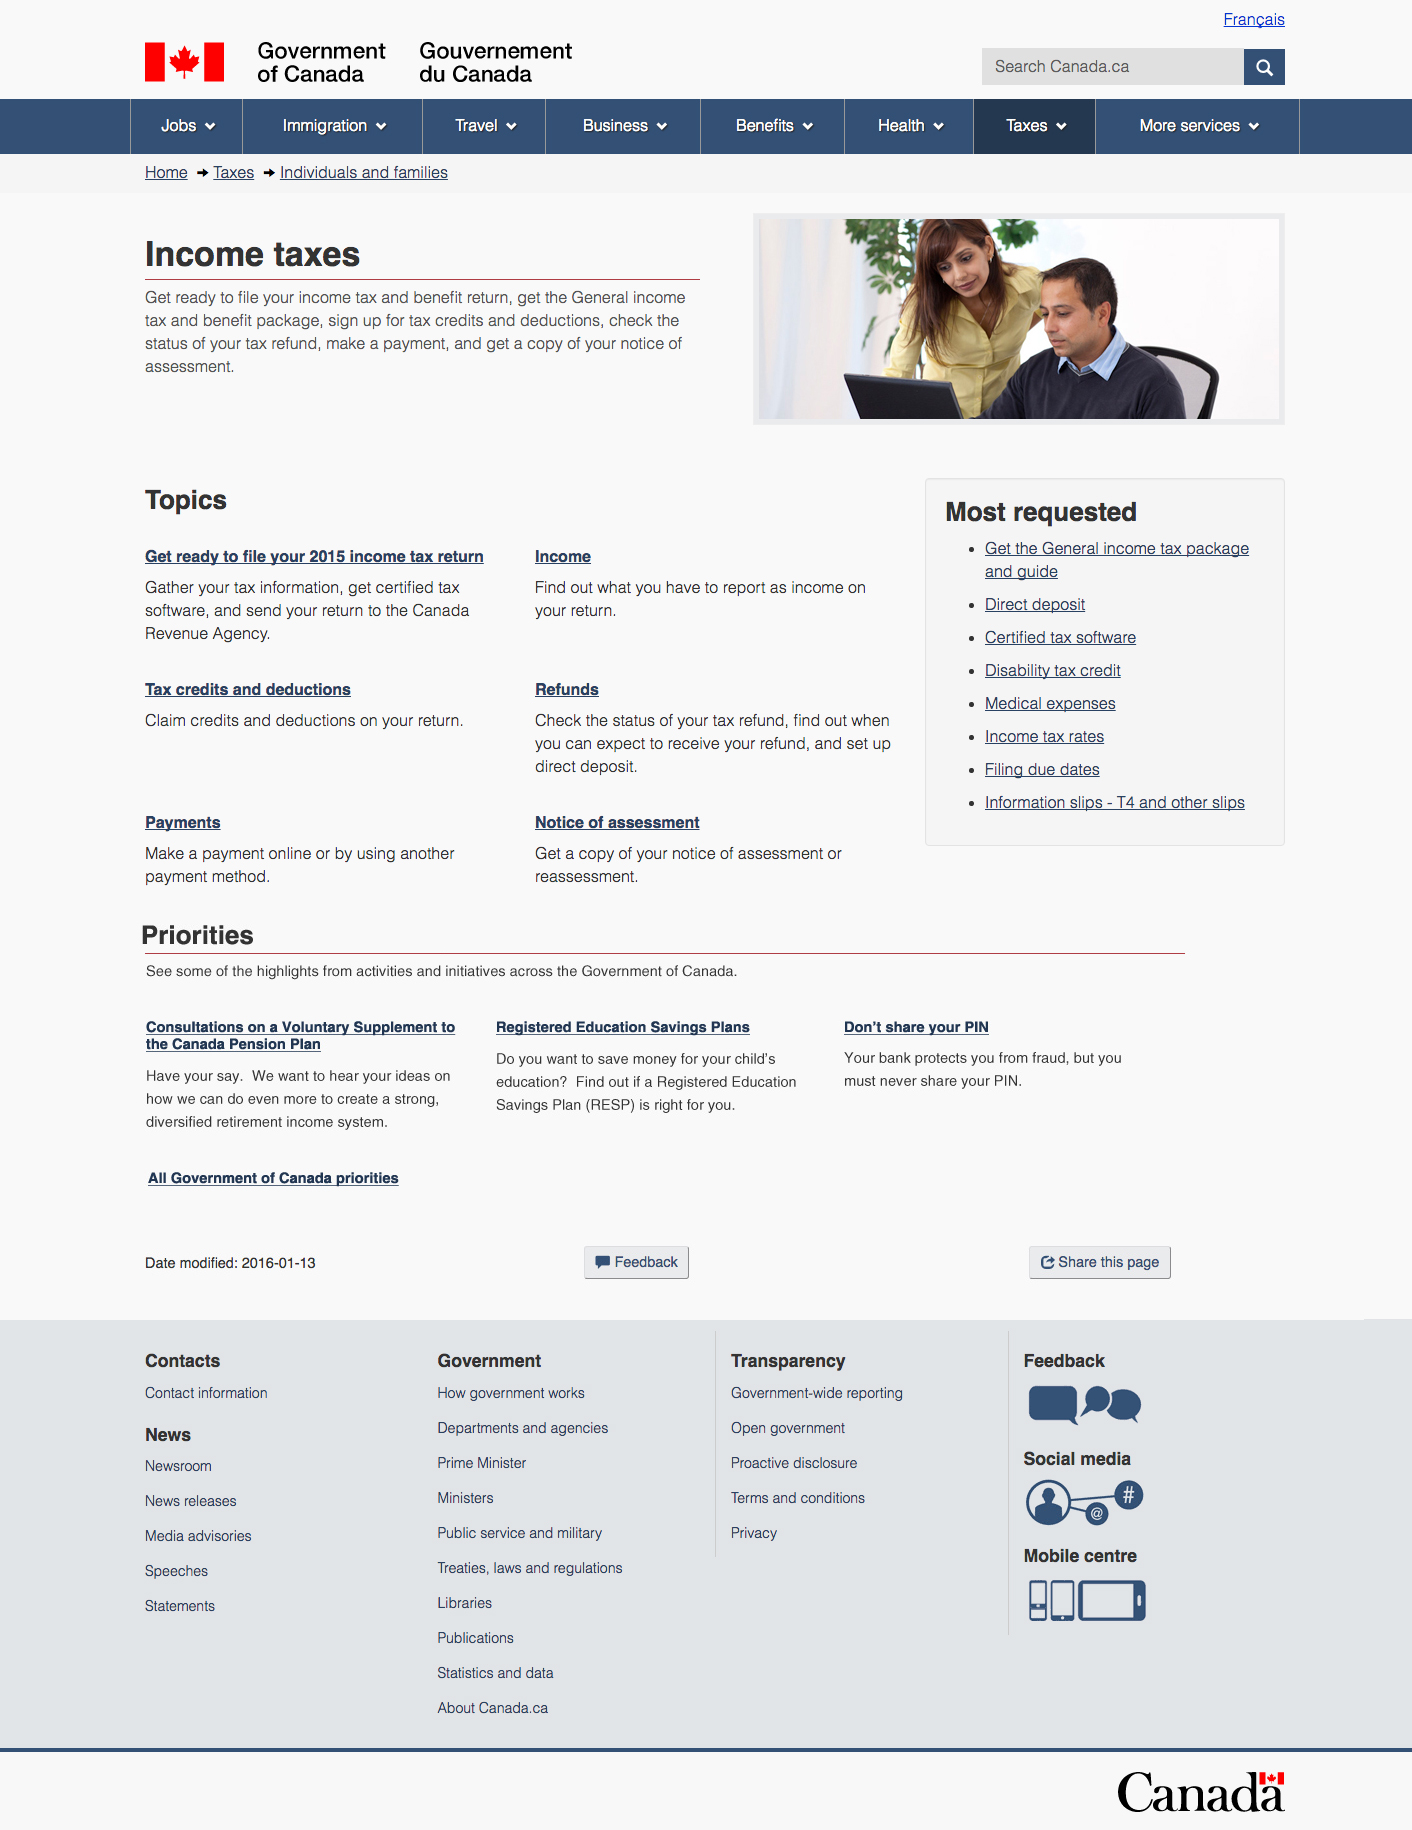 Français
Government of Canada
Gouvernement du Canada
Search Canada.ca
Jobs
Immigration
Travel
Business
Benefits
Health
Taxes
More services
Home
Taxes
Individuals and families
Income taxes
Get ready to file your income tax and benefit return, get the General income
tax and benefit package, sign up for tax credits and deductions, check the
status of your tax refund, make a payment, and get a copy of your notice of
assessment.
Topics
Get ready to file your 2015 income tax return
Gather your tax information, get certified tax
software, and send your return to the Canada
Revenue Agency.
Income
Find out what you have to report as income on
your return.
Tax credits and deductions
Claim credits and deductions on your return.
Refunds
Check the status of your tax refund, find out when
you can expect to receive your refund, and set up
direct deposit.
Payments
Make a payment online or by using another
payment method.
Notice of assessment
Get a copy of your notice of assessment or
reassessment.
Most requested
Get the General income tax package
and guide
Direct deposit
Certified tax software
Disability tax credit
Medical expenses
Income tax rates
Filing due dates
Information slips - T4 and other slips
Priorities
See some of the highlights from activities and initiatives across the Government of Canada.
Consultations on a Voluntary Supplement to
the Canada Pension Plan
Have your say.  We want to hear your ideas on
how we can do even more to create a strong,
diversified retirement income system.
Registered Education Savings Plans
Do you want to save money for your child's
education?  Find out if a Registered Education
Savings Plan (RESP) is right for you.
Don't share your PIN
Your bank protects you from fraud, but you
must never share your PIN.
All Government of Canada priorities
Date modified: 2016-01-13
Feedback
Share this page
Contacts
Contact information
News
Newsroom
News releases
Media advisories
Speeches
Statements
Government
How government works
Departments and agencies
Prime Minister
Ministers
Public service and military
Treaties, laws and regulations
Libraries
Publications
Statistics and data
About Canada.ca
Transparency
Government-wide reporting
Open government
Proactive disclosure
Terms and conditions
Privacy
Feedback
Social media
# @
Mobile centre
Canada